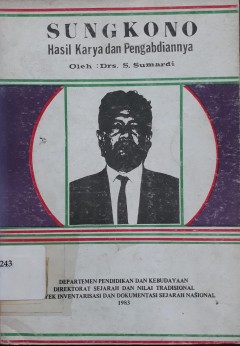 SUNGKONO
Hasil Karya dan Pengabdiannya
Oleh : Drs. S. Sumardi
243
DEPARTEMEN PENDIDIKAN DAN KEBUDAYAAN
DIREKTORAT SEJARAH DAN NILAI TRADISIONAL
EK INVENTARISASI DAN DOKUMENTASI SEJARAH NASIONAL
1983